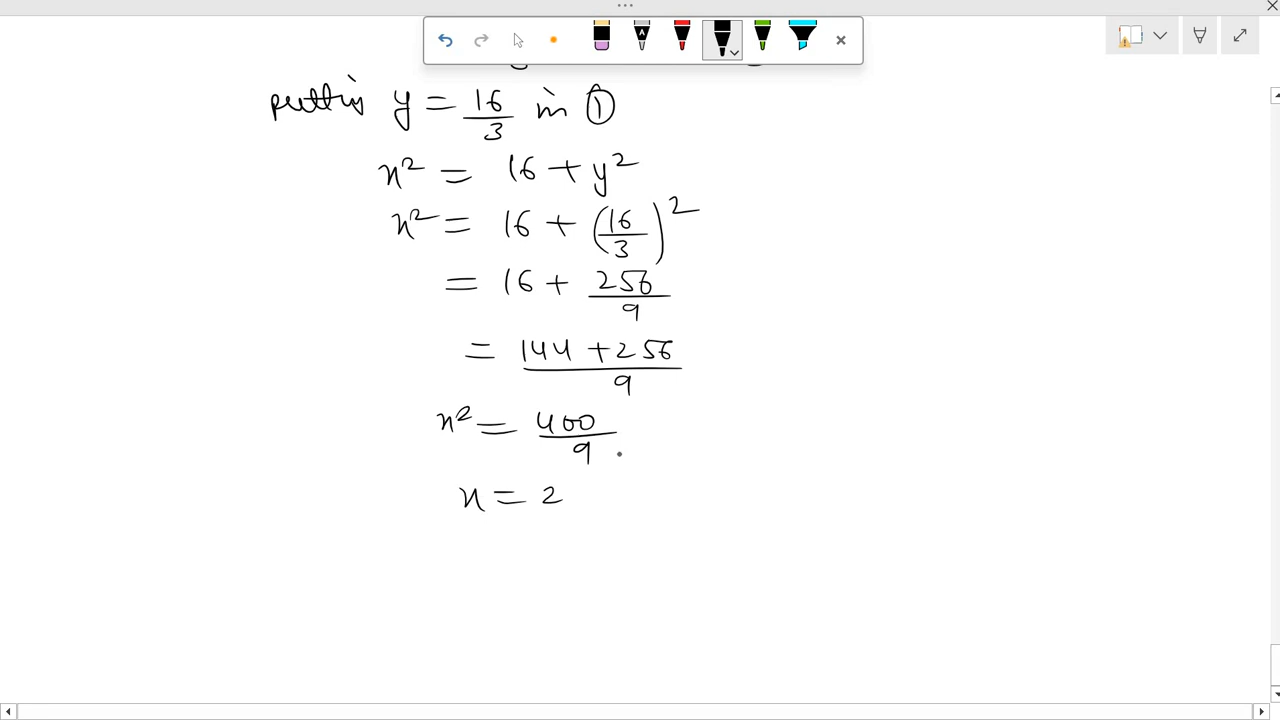 putting y = 16/3 in ①
x² = 16 + y²
x² = 16 + (16/3)²
= 16 + 256/9
= 144 + 256/9
x² = 400/9
x = 2